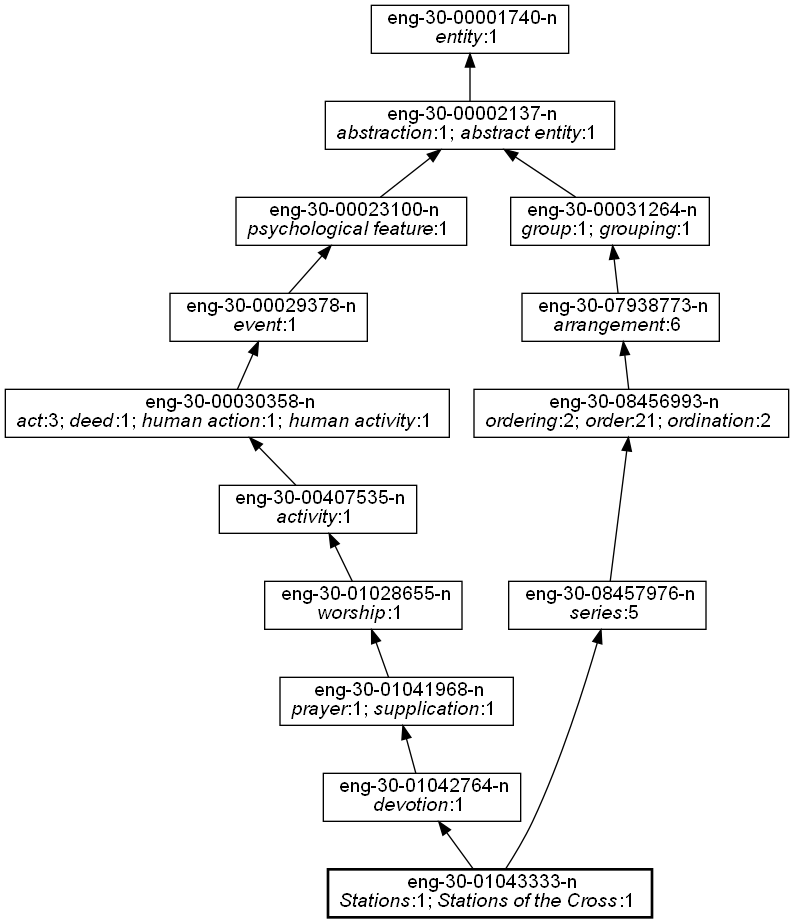 eng-30-00001740-n
entity:1
eng-30-00002137-n
abstraction:1; abstract entity:1
eng-30-00023100-n
psychological feature:1
eng-30-00031264-n
group:1; grouping:1
eng-30-00029378-n
event:1
eng-30-07938773-n
arrangement:6
eng-30-00030358-n
act:3; deed:1; human action:1; human activity:1
eng-30-08456993-n
ordering:2; order:21; ordination:2
eng-30-00407535-n
activity:1
eng-30-01028655-n
worship:1
eng-30-08457976-n
series:5
eng-30-01041968-n
prayer:1; supplication:1
eng-30-01042764-n
devotion:1
eng-30-01043333-n
Stations:1; Stations of the Cross:1